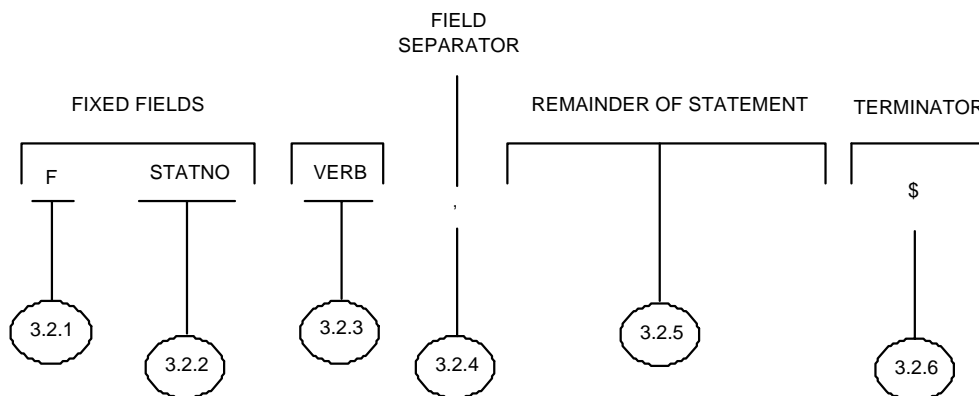 FIELD
SEPARATOR
FIXED FIELDS
REMAINDER OF STATEMENT
TERMINATOR
F
STATNO
VERB
,
$
3.2.1
3.2.2
3.2.3
3.2.4
3.2.5
3.2.6